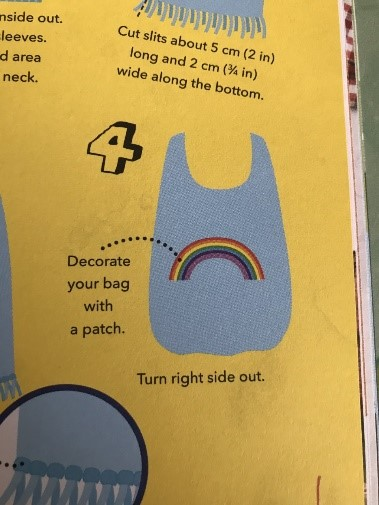 nside out.
sleeves.
d area
neck.
Cut slits about 5 cm (2 in)
long and 2 cm (¾ in)
wide along the bottom.
4
Decorate
your bag
with
a patch.
Turn right side out.